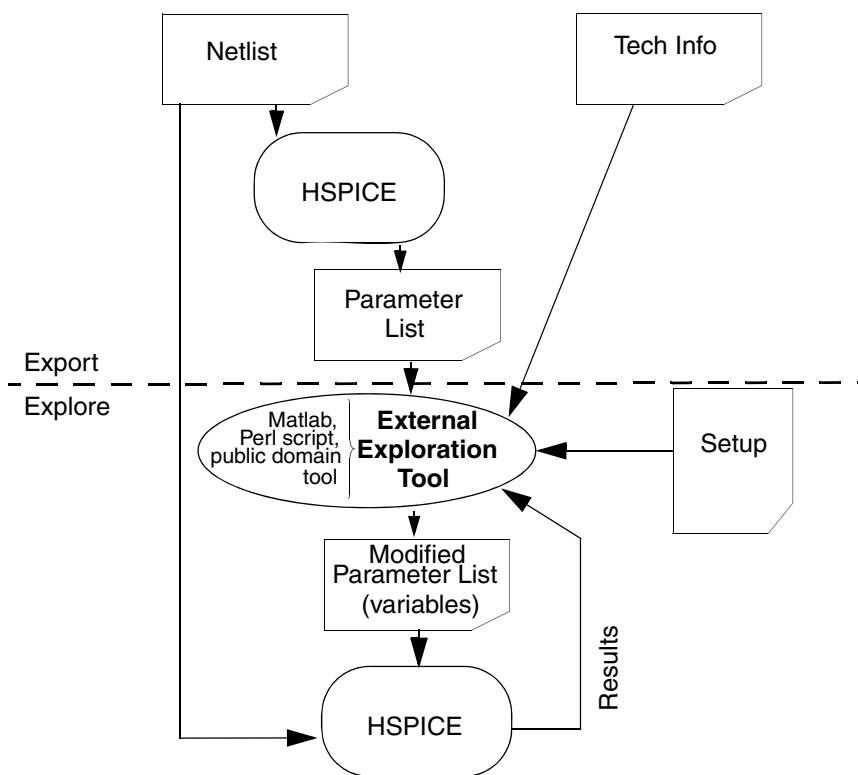 Netlist
Tech Info
HSPICE
Parameter
List
Export
Explore
Matlab,
Perl script,
public domain
tool
External
Exploration
Tool
Setup
Modified
Parameter List
(variables)
Results
HSPICE